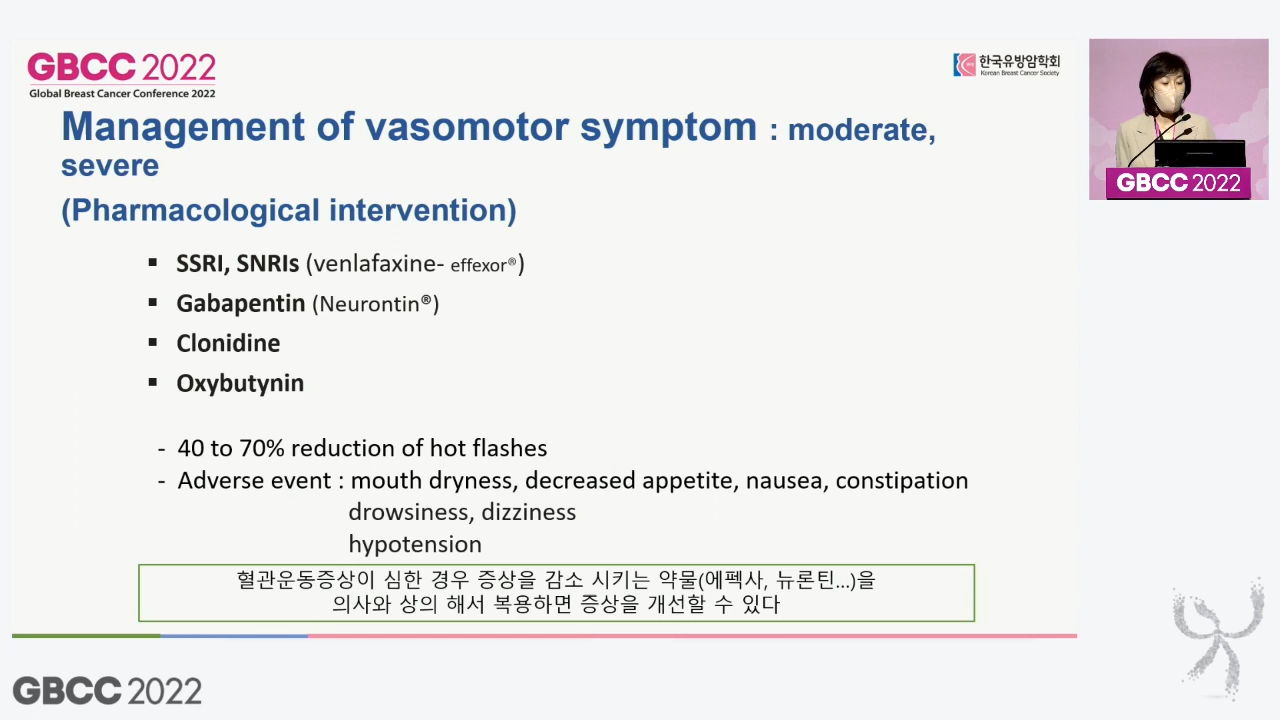 GBCC 2022
Global Breast Cancer Conference 2022
한국유방암학회
Korean Breast Cancer Society
Management of vasomotor symptom : moderate,
severe
(Pharmacological intervention)
▪ SSRI, SNRIs (venlafaxine- effexor®)
▪ Gabapentin (Neurontin®)
▪ Clonidine
▪ Oxybutynin
- 40 to 70% reduction of hot flashes
- Adverse event : mouth dryness, decreased appetite, nausea, constipation
drowsiness, dizziness
hypotension
혈관운동증상이 심한 경우 증상을 감소 시키는 약물(에펙사, 뉴론틴...)을
의사와 상의 해서 복용하면 증상을 개선할 수 있다
GBCC 2022
GBCC 2022